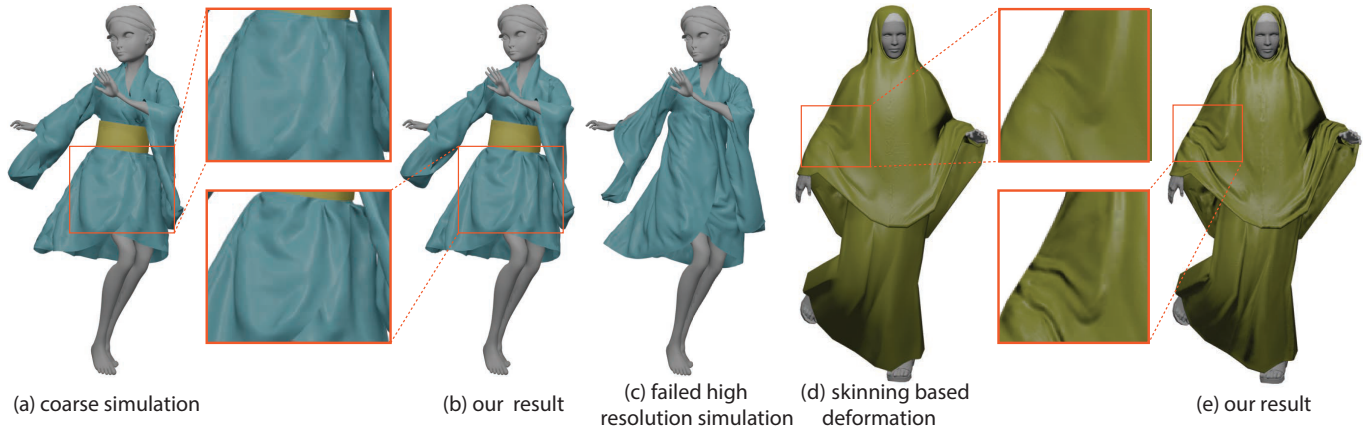 (a) coarse simulation
(b) our result
(c) failed high
resolution simulation
(d) skinning based
deformation
(e) our result